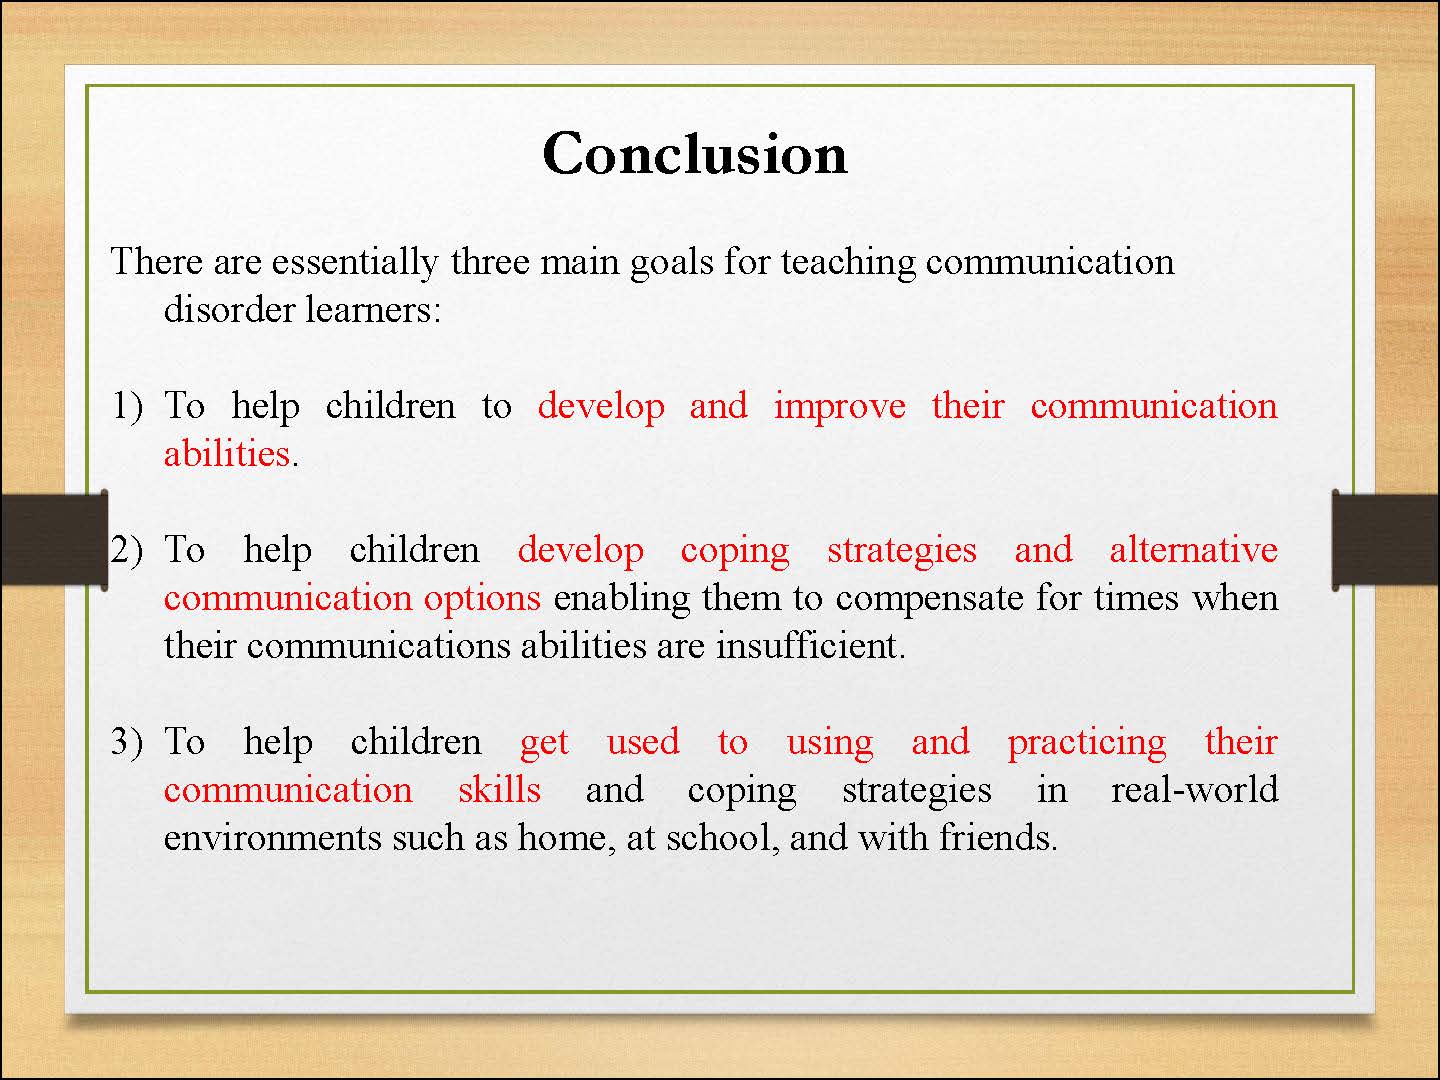 Conclusion
There are essentially three main goals for teaching communication
disorder learners:
1) To help children to develop and improve their communication
abilities.
2) To help children develop coping strategies and alternative
communication options enabling them to compensate for times when
their communications abilities are insufficient.
3) To help children get used to using and practicing their
communication skills and coping strategies in real-world
environments such as home, at school, and with friends.